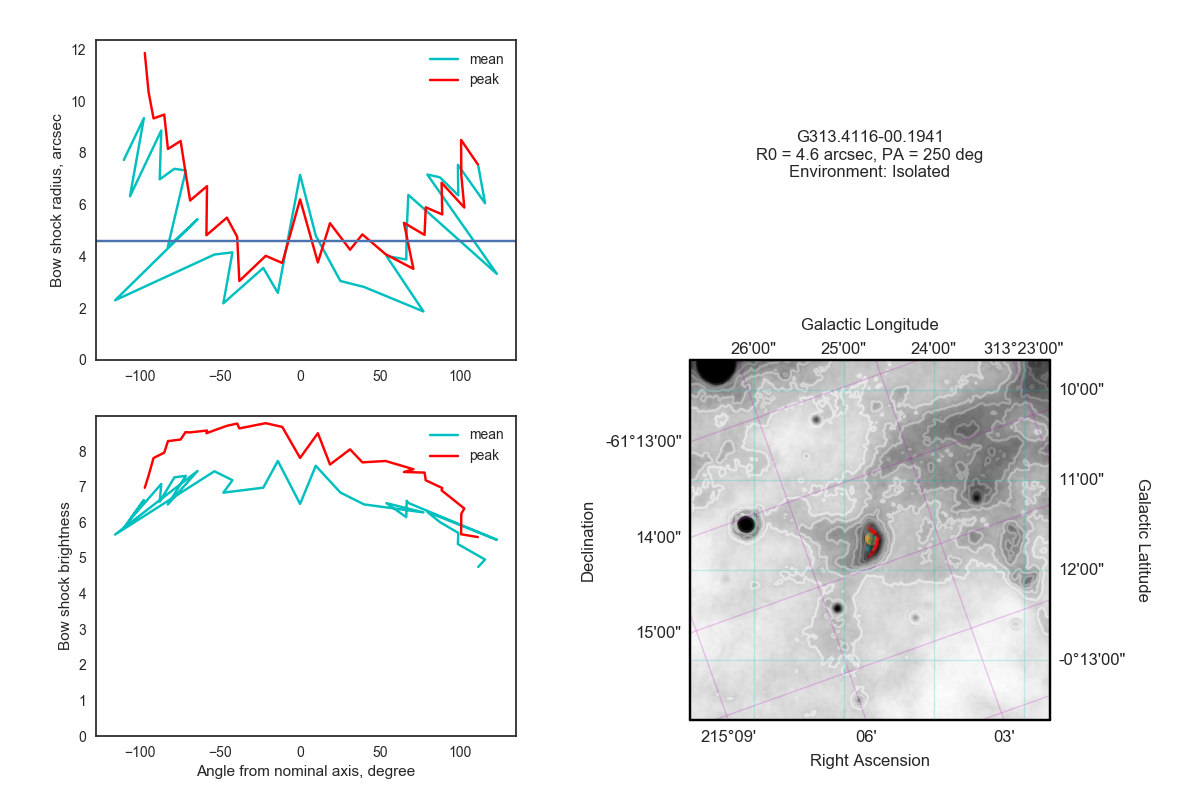 12
10
8
6
4
2
0
Bow shock radius, arcsec
mean
peak
−100
−50
0
50
100
8
7
6
5
4
3
2
1
0
Bow shock brightness
mean
peak
−100
−50
0
50
100
Angle from nominal axis, degree
G313.4116-00.1941
R0 = 4.6 arcsec, PA = 250 deg
Environment: Isolated
Galactic Longitude
26'00"
25'00"
24'00"
313°23'00"
-61°13'00"
14'00"
15'00"
Declination
10'00"
11'00"
12'00"
-0°13'00"
Galactic Latitude
215°09'
06'
03'
Right Ascension